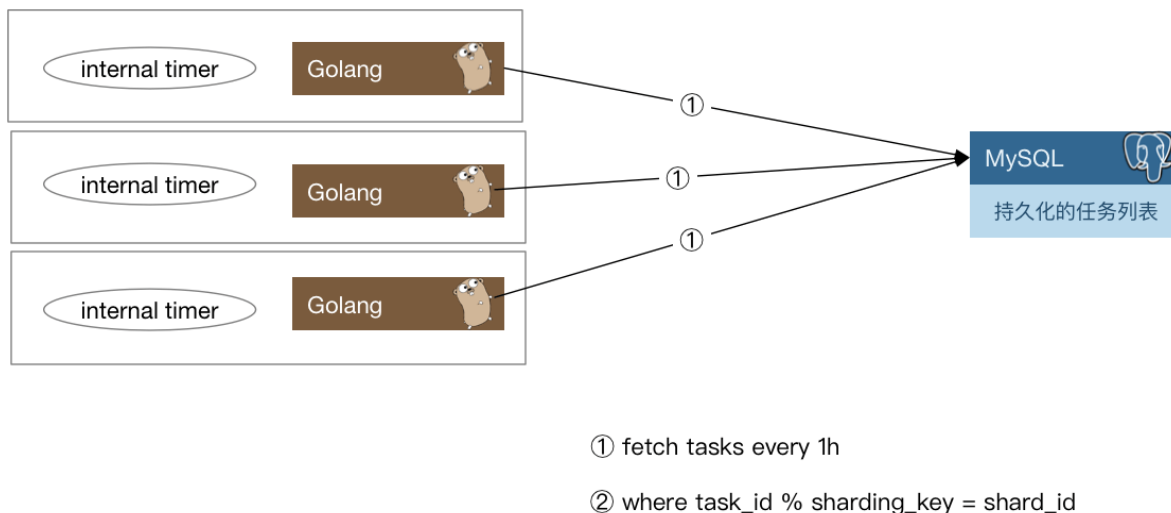 internal timer
Golang
①
internal timer
Golang
①
MySQL
持久化的任务列表
internal timer
Golang
①
① fetch tasks every 1h
② where task_id % sharding_key = shard_id